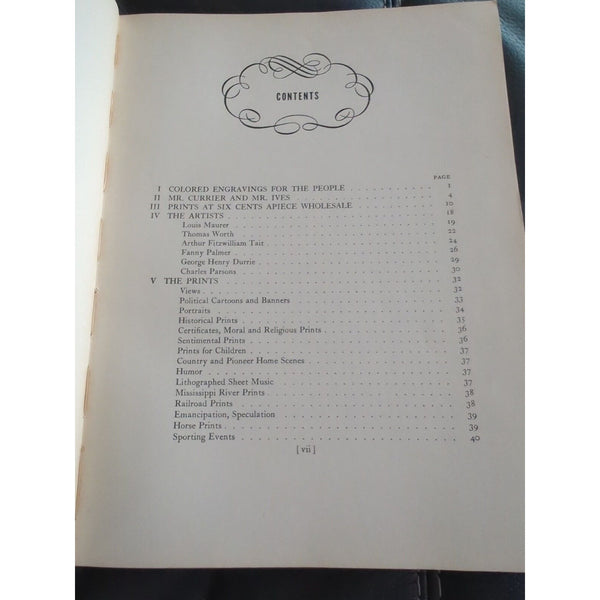 CONTENTS
PAGE
I COLORED ENGRAVINGS FOR THE PEOPLE . . . . . . . . . . 1
II MR. CURRIER AND MR. IVES . . . . . . . . . . . . . . 4
III PRINTS AT SIX CENTS APIECE WHOLESALE . . . . . . . . . 10
IV THE ARTISTS . . . . . . . . . . . . . . . . . . . 18
Louis Maurer . . . . . . . . . . . . . . . . . 19
Thomas Worth . . . . . . . . . . . . . . . . . 22
Arthur Fitzwilliam Tait . . . . . . . . . . . . . . 24
Fanny Palmer . . . . . . . . . . . . . . . . . 26
George Henry Durrie . . . . . . . . . . . . . . . 29
Charles Parsons . . . . . . . . . . . . . . . . 30
V THE PRINTS . . . . . . . . . . . . . . . . . . . 32
Views . . . . . . . . . . . . . . . . . . . . 32
Political Cartoons and Banners . . . . . . . . . . . . 33
Portraits . . . . . . . . . . . . . . . . . . . 34
Historical Prints . . . . . . . . . . . . . . . . 35
Certificates, Moral and Religious Prints . . . . . . . . . 36
Sentimental Prints . . . . . . . . . . . . . . . . 36
Prints for Children . . . . . . . . . . . . . . . . 37
Country and Pioneer Home Scenes . . . . . . . . . . . 37
Humor . . . . . . . . . . . . . . . . . . . . 37
Lithographed Sheet Music . . . . . . . . . . . . . 37
Mississippi River Prints . . . . . . . . . . . . . . 38
Railroad Prints . . . . . . . . . . . . . . . . . 38
Emancipation, Speculation . . . . . . . . . . . . . 39
Horse Prints . . . . . . . . . . . . . . . . . . 39
Sporting Events . . . . . . . . . . . . . . . . . 40
[ vii ]